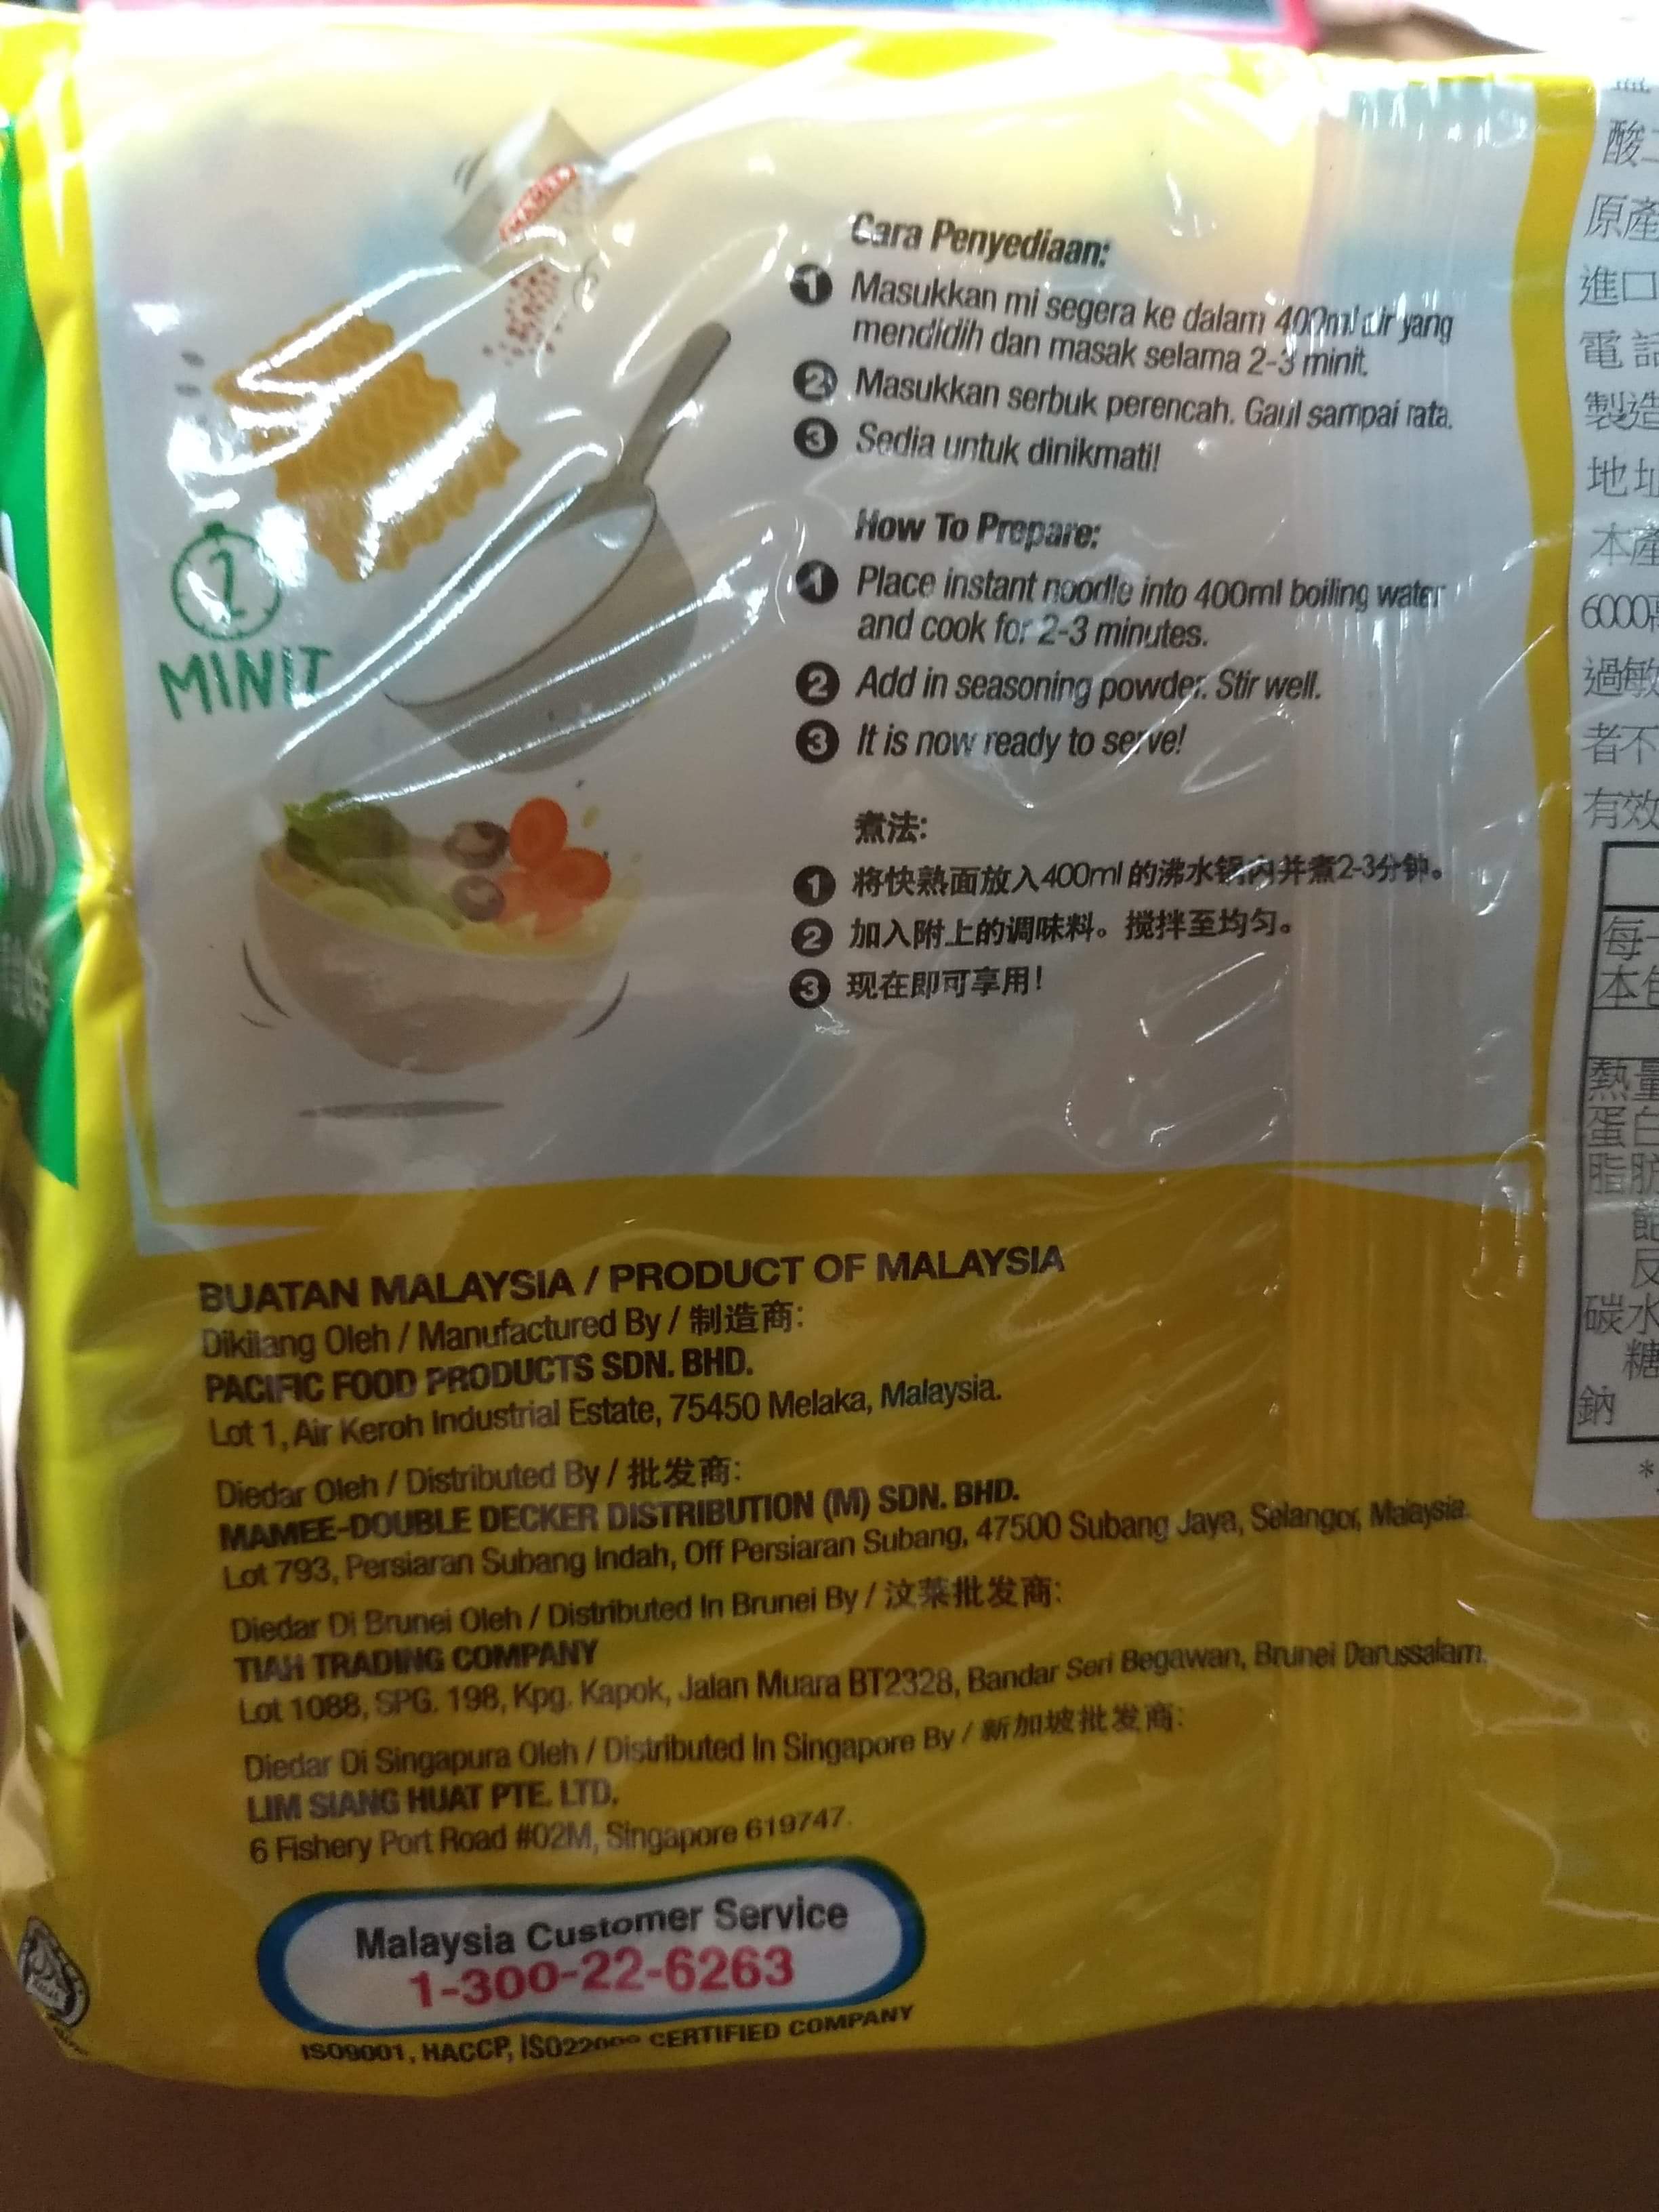 MAMEE
2
MINIT
Cara Penyediaan:
1 Masukkan mi segera ke dalam 400ml air yang
mendidih dan masak selama 2-3 minit.
2 Masukkan serbuk perencah. Gaul sampai rata.
3 Sedia untuk dinikmati!
How To Prepare:
1 Place instant noodle into 400ml boiling water
and cook for 2-3 minutes.
2 Add in seasoning powder. Stir well.
3 It is now ready to serve!
煮法:
1 将快熟面放入400ml的沸水锅内并煮2-3分钟。
2 加入附上的调味料。搅拌至均匀。
3 现在即可享用!
BUATAN MALAYSIA / PRODUCT OF MALAYSIA
Dikilang Oleh / Manufactured By / 制造商:
PACIFIC FOOD PRODUCTS SDN. BHD.
Lot 1, Air Keroh Industrial Estate, 75450 Melaka, Malaysia.
Diedar Oleh / Distributed By / 批发商:
MAMEE-DOUBLE DECKER DISTRIBUTION (M) SDN. BHD.
Lot 793, Persiaran Subang Indah, Off Persiaran Subang, 47500 Subang Jaya, Selangor, Malaysia.
Diedar Di Brunei Oleh / Distributed In Brunei By / 汶莱批发商:
TIAH TRADING COMPANY
Lot 1088, SPG. 198, Kpg. Kapok, Jalan Muara BT2328, Bandar Seri Begawan, Brunei Darussalam.
Diedar Di Singapura Oleh / Distributed In Singapore By / 新加坡批发商:
LIM SIANG HUAT PTE. LTD.
6 Fishery Port Road #02M, Singapore 619747.
Malaysia Customer Service
1-300-22-6263
ISO9001, HACCP, CERTIFIED COMPANY
酸
原產
進口
電話
製造
地址
本產
6000
過敏
者不
有效
每一
本包
熱量
蛋白
脂肪
反
碳水
糖
鈉
*